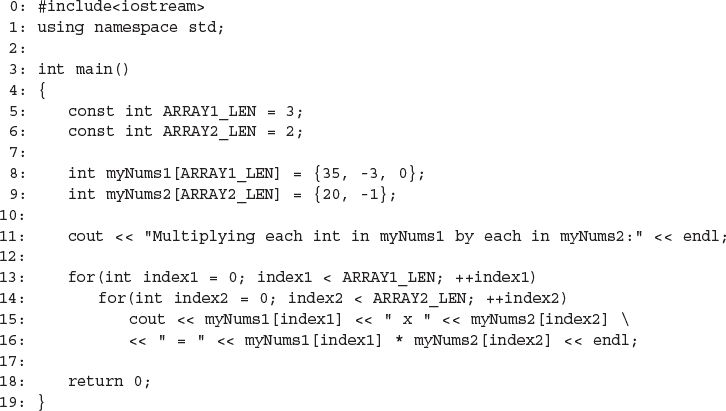 0: #include<iostream>
1: using namespace std;
2:
3: int main()
4: {
5:    const int ARRAY1_LEN = 3;
6:    const int ARRAY2_LEN = 2;
7:
8:    int myNums1[ARRAY1_LEN] = {35, -3, 0};
9:    int myNums2[ARRAY2_LEN] = {20, -1};
10:
11:    cout << "Multiplying each int in myNums1 by each in myNums2:" << endl;
12:
13:    for(int index1 = 0; index1 < ARRAY1_LEN; ++index1)
14:       for(int index2 = 0; index2 < ARRAY2_LEN; ++index2)
15:          cout << myNums1[index1] << " x " << myNums2[index2] \
16:          << " = " << myNums1[index1] * myNums2[index2] << endl;
17:
18:    return 0;
19: }